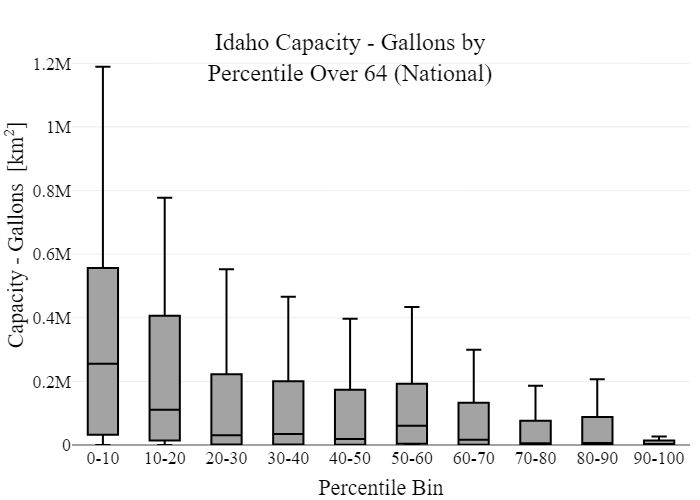 Idaho Capacity - Gallons by
Percentile Over 64 (National)
Capacity - Gallons [km²]
1.2M
1M
0.8M
0.6M
0.4M
0.2M
0
0-10 10-20 20-30 30-40 40-50 50-60 60-70 70-80 80-90 90-100
Percentile Bin